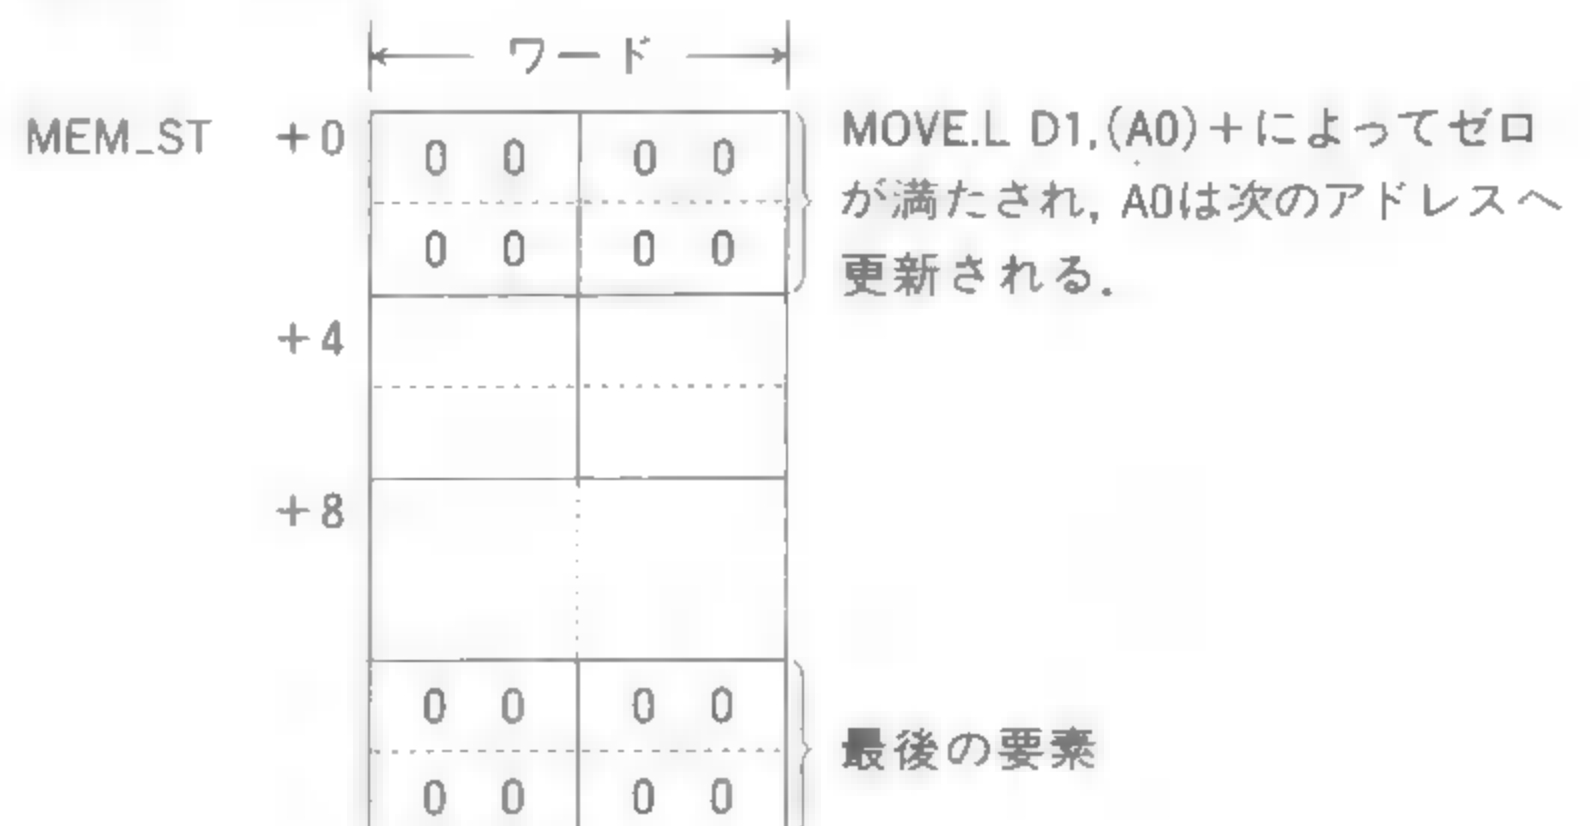 ワード
MEM_ST +0 0 0 0 0 MOVE.L D1,(A0)+によってゼロ
が満たされ, A0は次のアドレスへ
0 0 0 0 更新される.
+4
+8
0 0 0 0
最後の要素
0 0 0 0